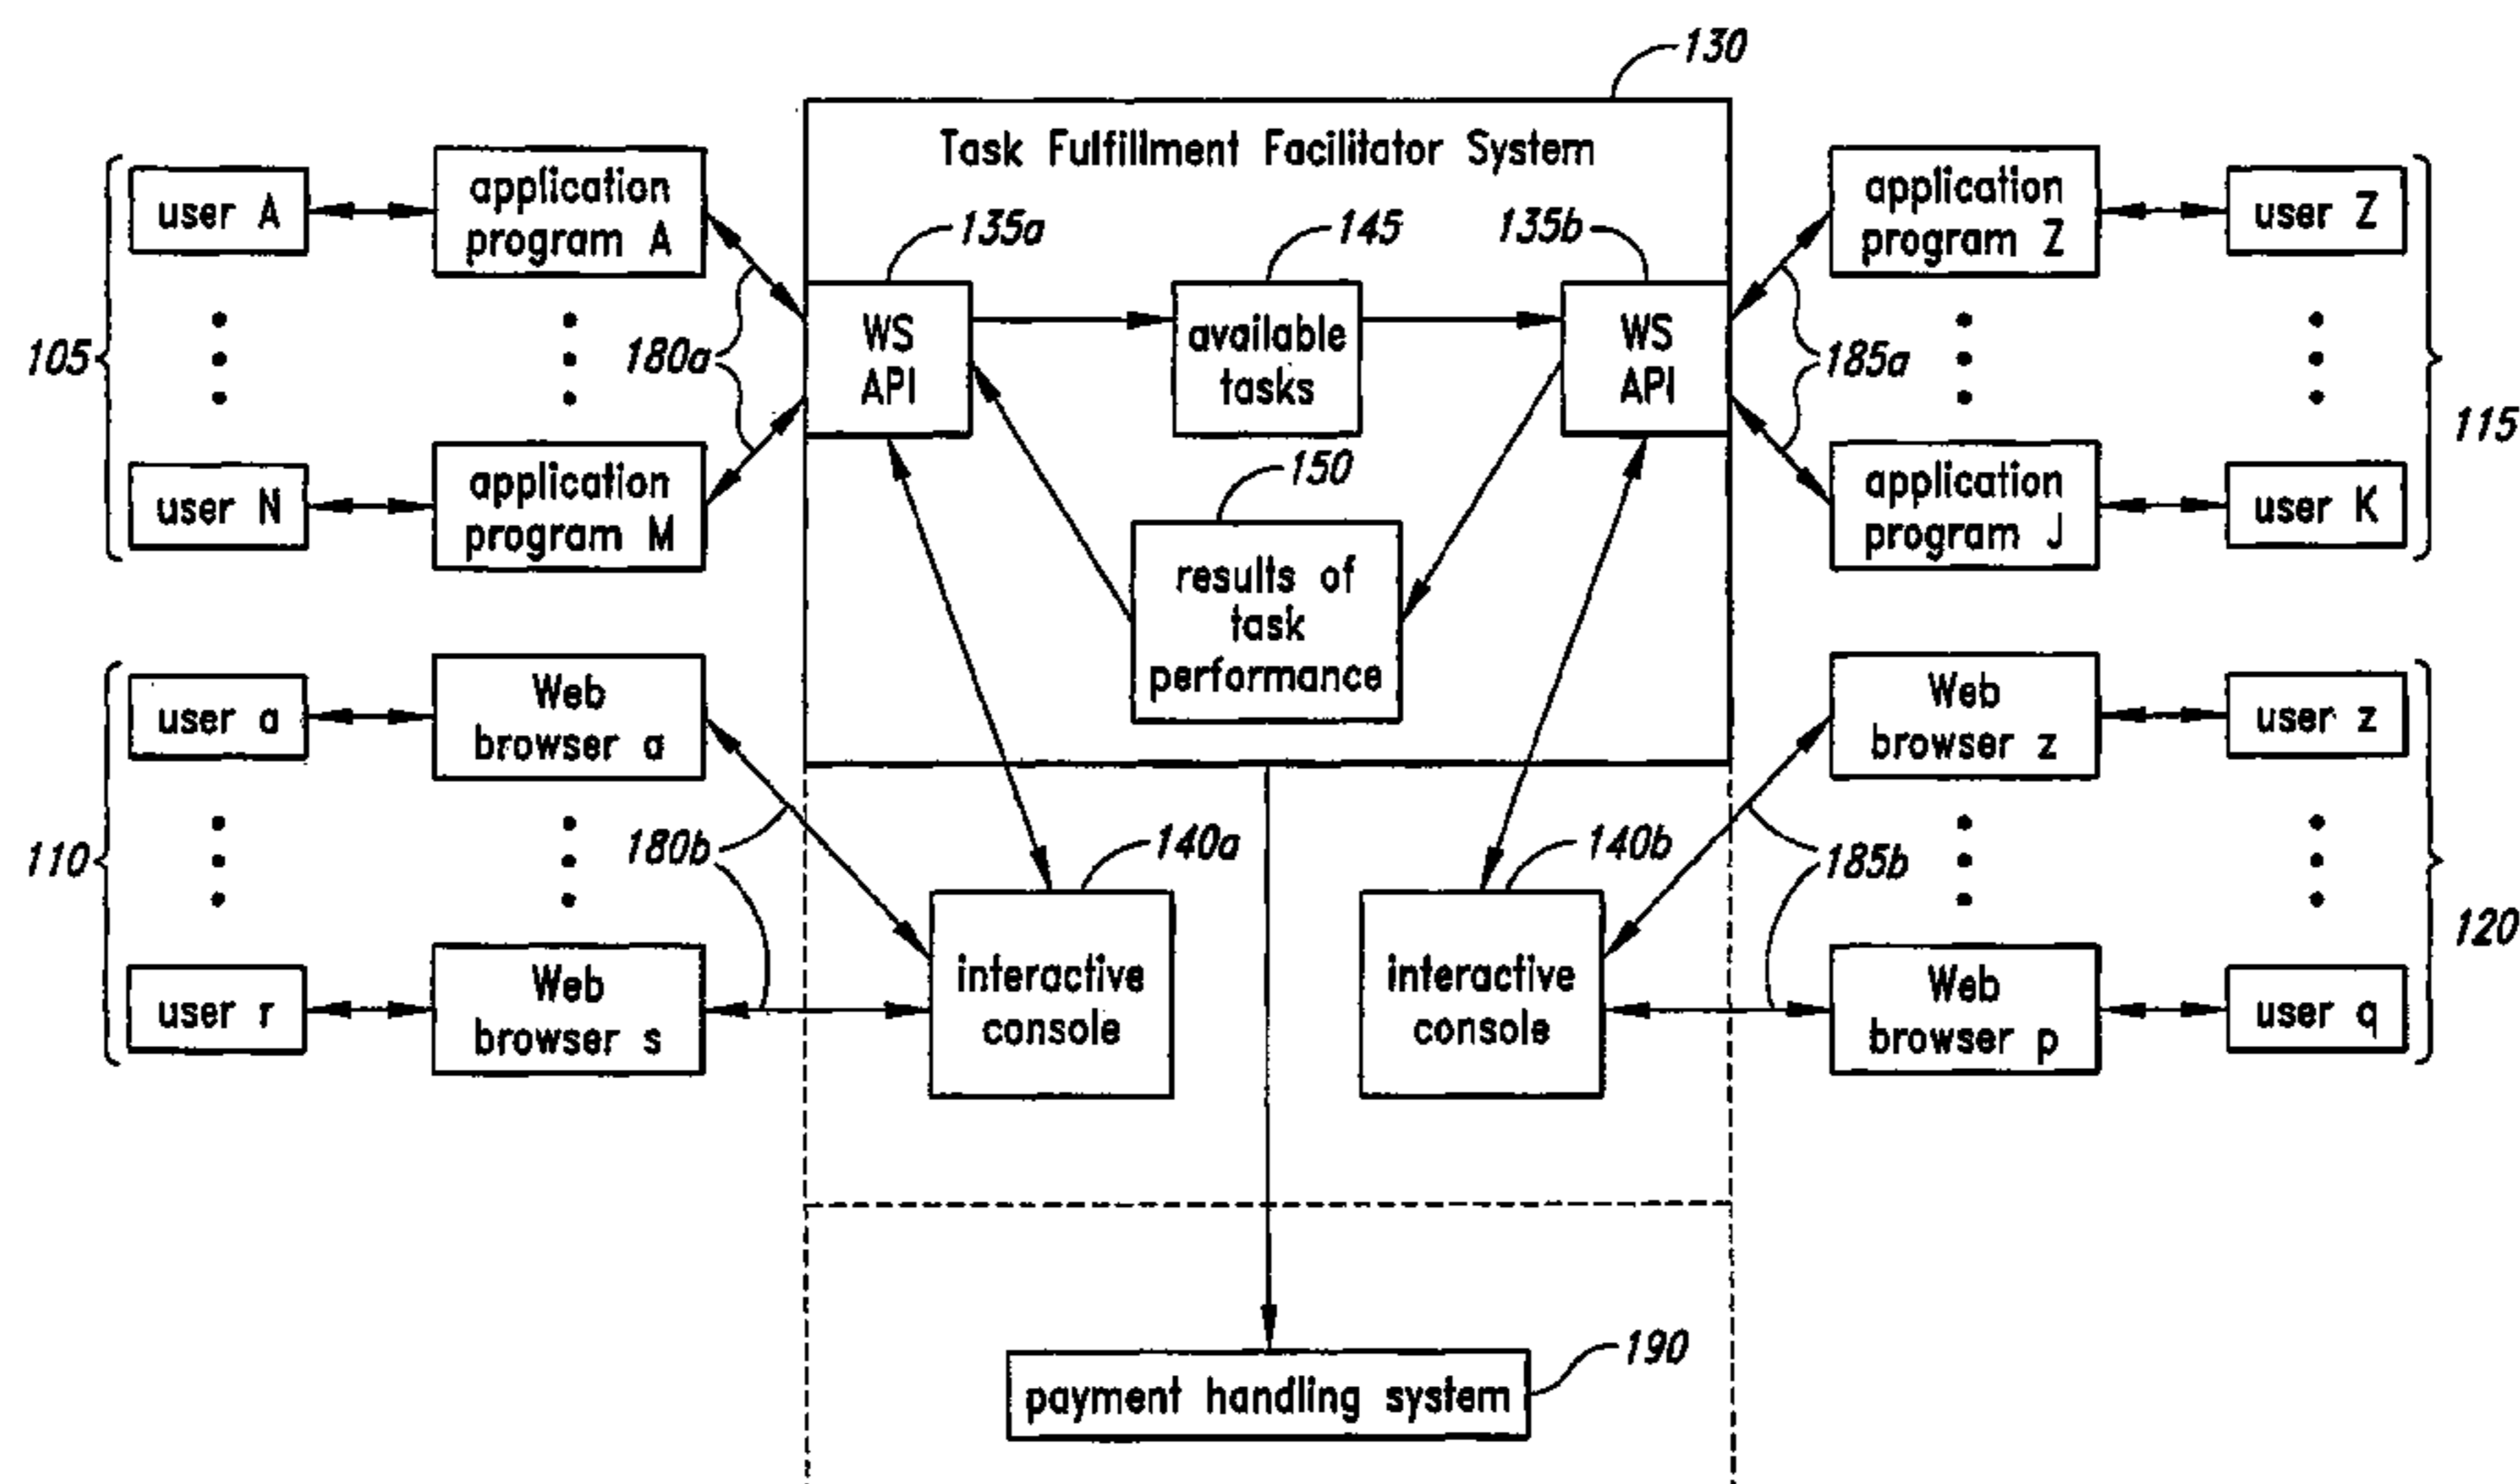 130
Task Fulfillment Facilitator System
user A
application
program A
135a
145
135b
application
program Z
user Z
105
180a
WS
API
available
tasks
WS
API
185a
115
user N
application
program M
150
results of
task
performance
application
program J
user K
110
user a
Web
browser a
180b
140a
140b
185b
Web
browser z
user z
120
user r
Web
browser s
interactive
console
interactive
console
Web
browser p
user q
payment handling system
190